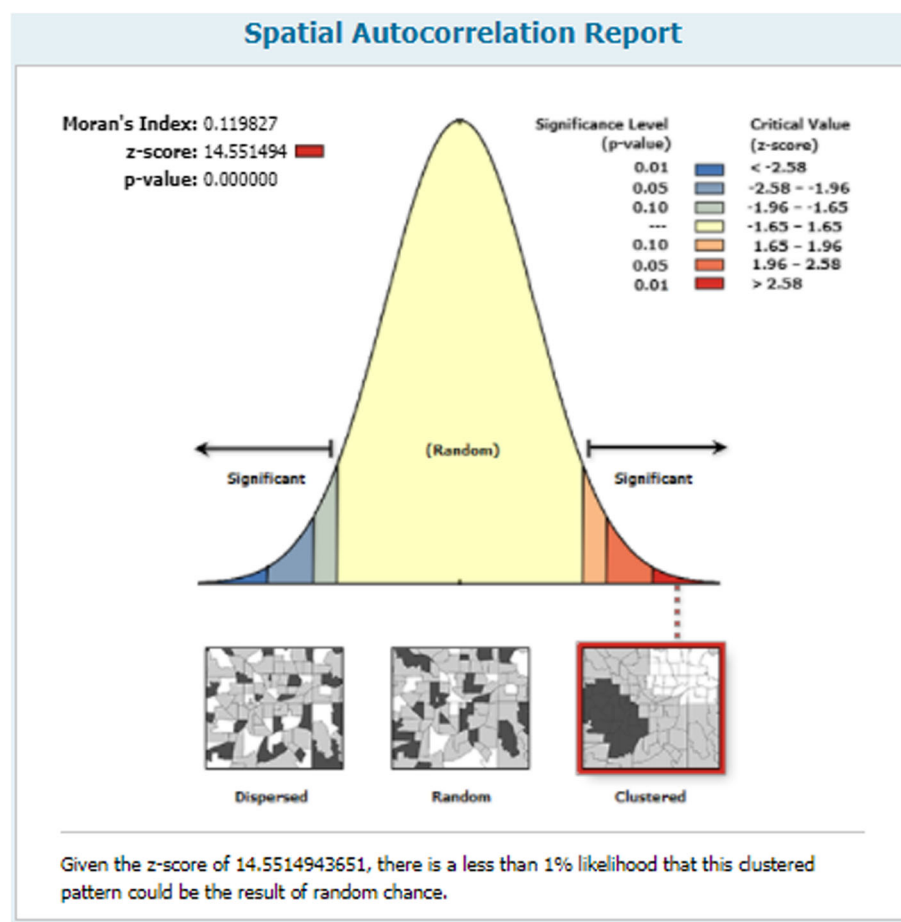 Spatial Autocorrelation Report
Moran's Index: 0.119827
z-score: 14.551494
p-value: 0.000000
Significance Level
(p-value)
Critical Value
(z-score)
0.01 < -2.58
0.05 -2.58 – -1.96
0.10 -1.96 – -1.65
--- -1.65 – 1.65
0.10 1.65 – 1.96
0.05 1.96 – 2.58
0.01 > 2.58
(Random)
Significant
Significant
Dispersed
Random
Clustered
Given the z-score of 14.5514943651, there is a less than 1% likelihood that this clustered
pattern could be the result of random chance.